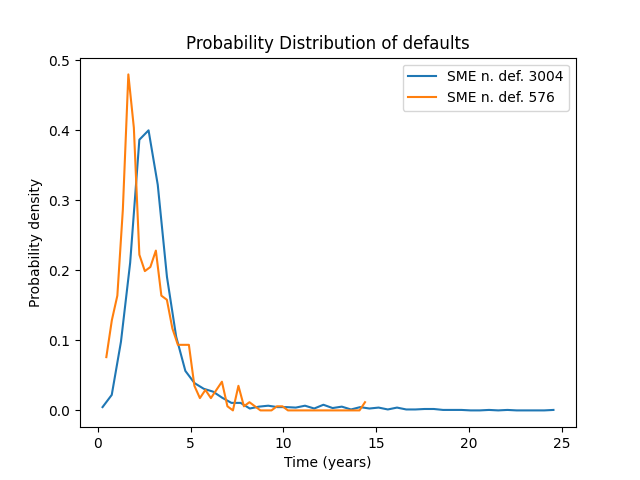 Probability Distribution of defaults
SME n. def. 3004
SME n. def. 576
Probability density
0.5
0.4
0.3
0.2
0.1
0.0
0 5 10 15 20 25
Time (years)